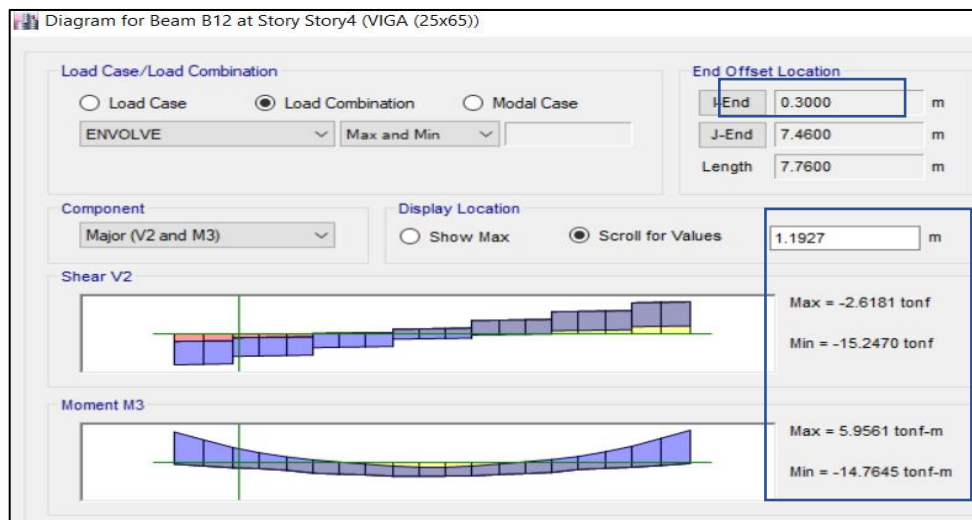 Diagram for Beam B12 at Story Story4 (VIGA (25x65))
Load Case/Load Combination
Load Case
Load Combination
Modal Case
ENVOLVE
Max and Min
End Offset Location
I-End 0.3000 m
J-End 7.4600 m
Length 7.7600 m
Component
Major (V2 and M3)
Display Location
Show Max
Scroll for Values
1.1927 m
Shear V2
Max = -2.6181 tonf
Min = -15.2470 tonf
Moment M3
Max = 5.9561 tonf-m
Min = -14.7645 tonf-m